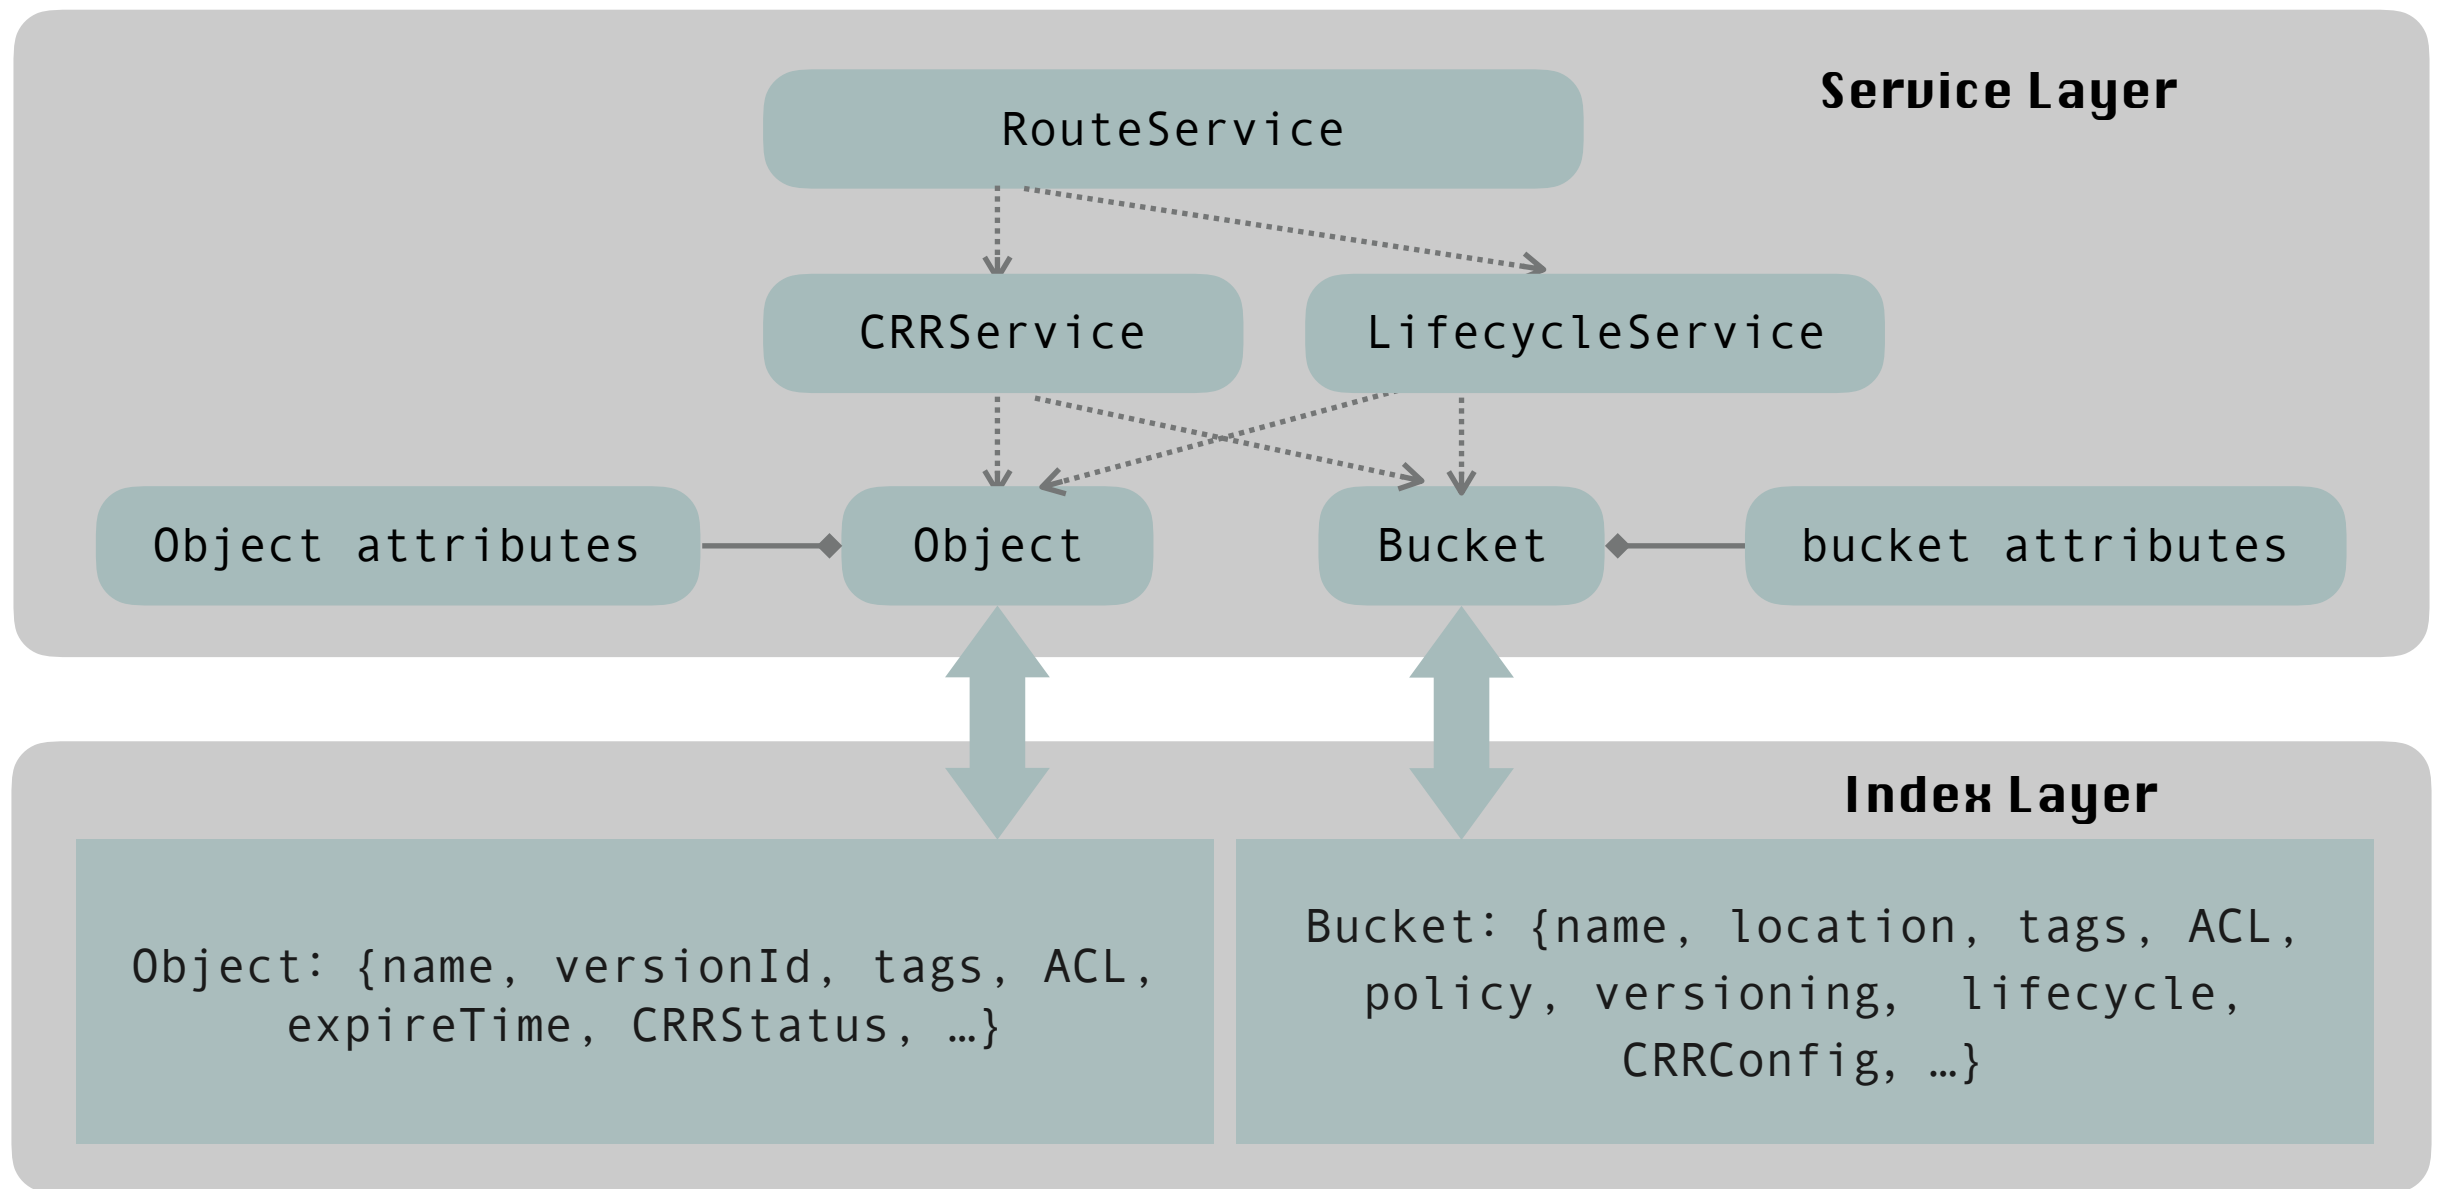 Service Layer
RouteService
CRRService
LifecycleService
Object attributes
Object
Bucket
bucket attributes
Index Layer
Object: {name, versionId, tags, ACL,
expireTime, CRRStatus, …}
Bucket: {name, location, tags, ACL,
policy, versioning, lifecycle,
CRRConfig, …}